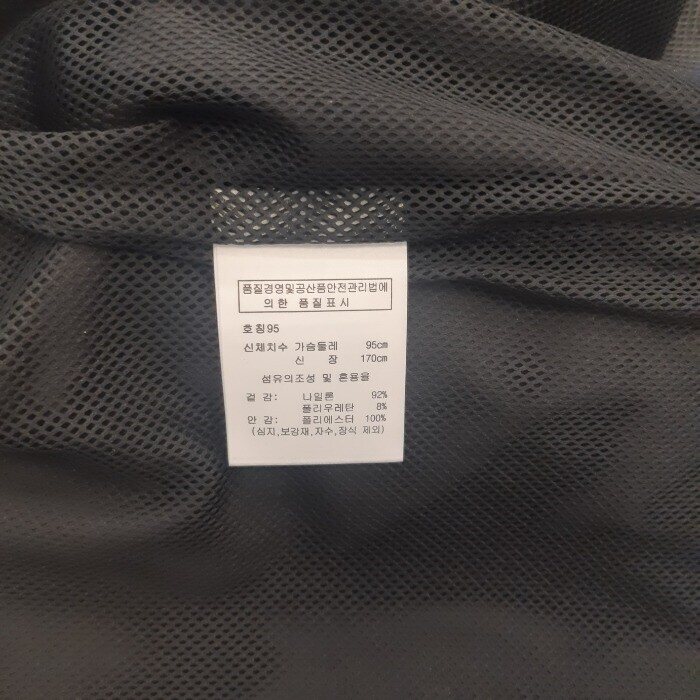 품질경영및공산품안전관리법에
의한 품질표시
호칭95
신체치수 가슴둘레 95cm
신 장 170cm
섬유의조성 및 혼용율
겉 감: 나일론 92%
폴리우레탄 8%
안 감: 폴리에스터 100%
(심지,보강재,자수,장식 제외)